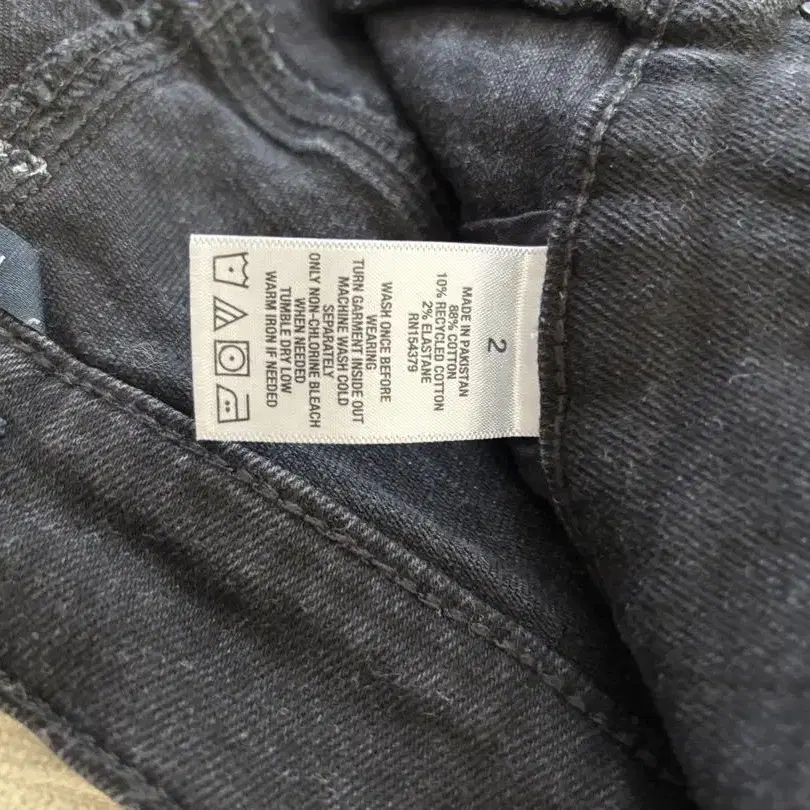 2
MADE IN PAKISTAN
88% COTTON
10% RECYCLED COTTON
2% ELASTANE
RN154379
WASH ONCE BEFORE
WEARING
TURN GARMENT INSIDE OUT
MACHINE WASH COLD
SEPARATELY
ONLY NON-CHLORINE BLEACH
WHEN NEEDED
TUMBLE DRY LOW
WARM IRON IF NEEDED